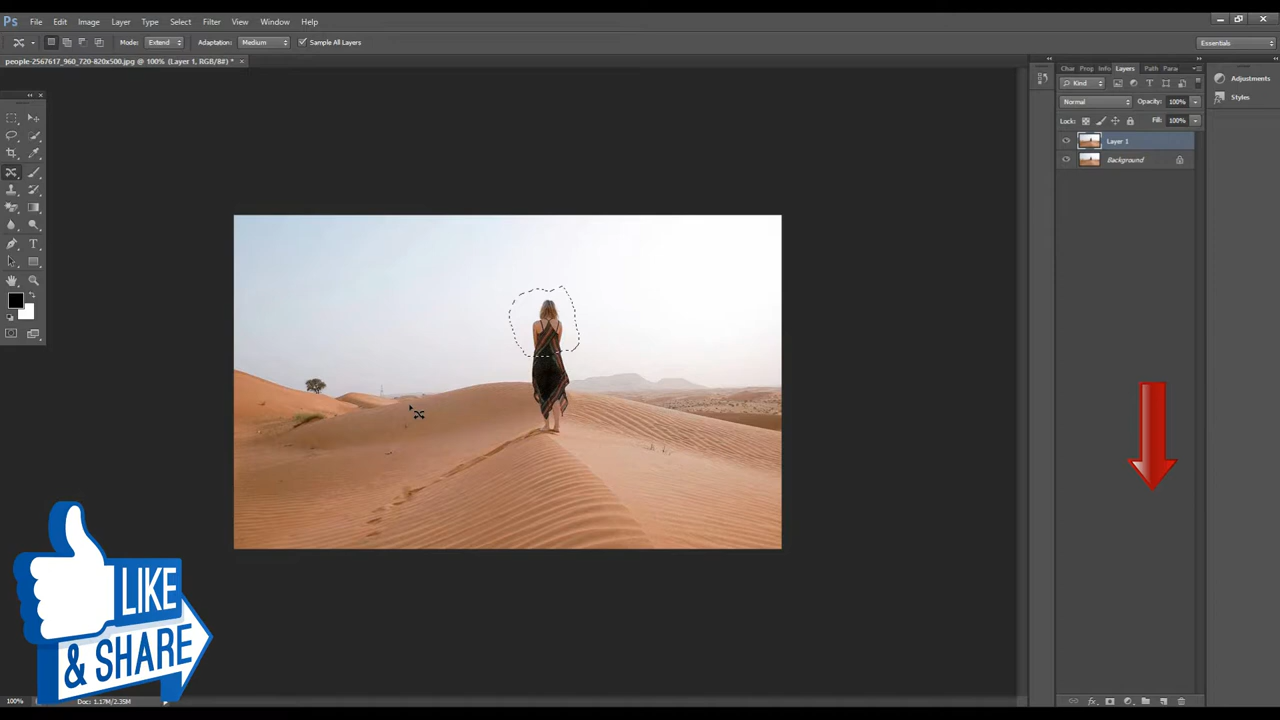 Ps File Edit Image Layer Type Select Filter View Window Help
Mode: Extend Adaptation: Medium Sample All Layers Essentials
people-2567617_960_720-820x500.jpg @ 100% (Layer 1, RGB/8#) * ×
Char Prop Info Layers Path Para
Adjustments
Kind
Styles
Normal Opacity: 100%
Lock: Fill: 100%
Layer 1
Background
LIKE
& SHARE
100% Doc: 1.17M/2.35M